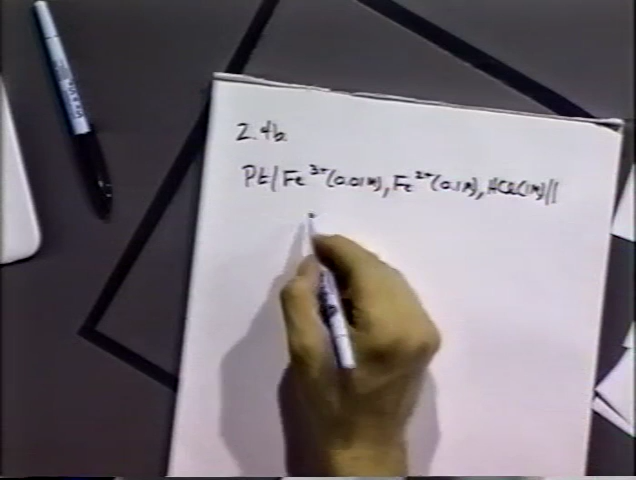 2.4b.
Pt/Fe³⁺(0.01M), Fe²⁺(0.1M), HCl(1M)//